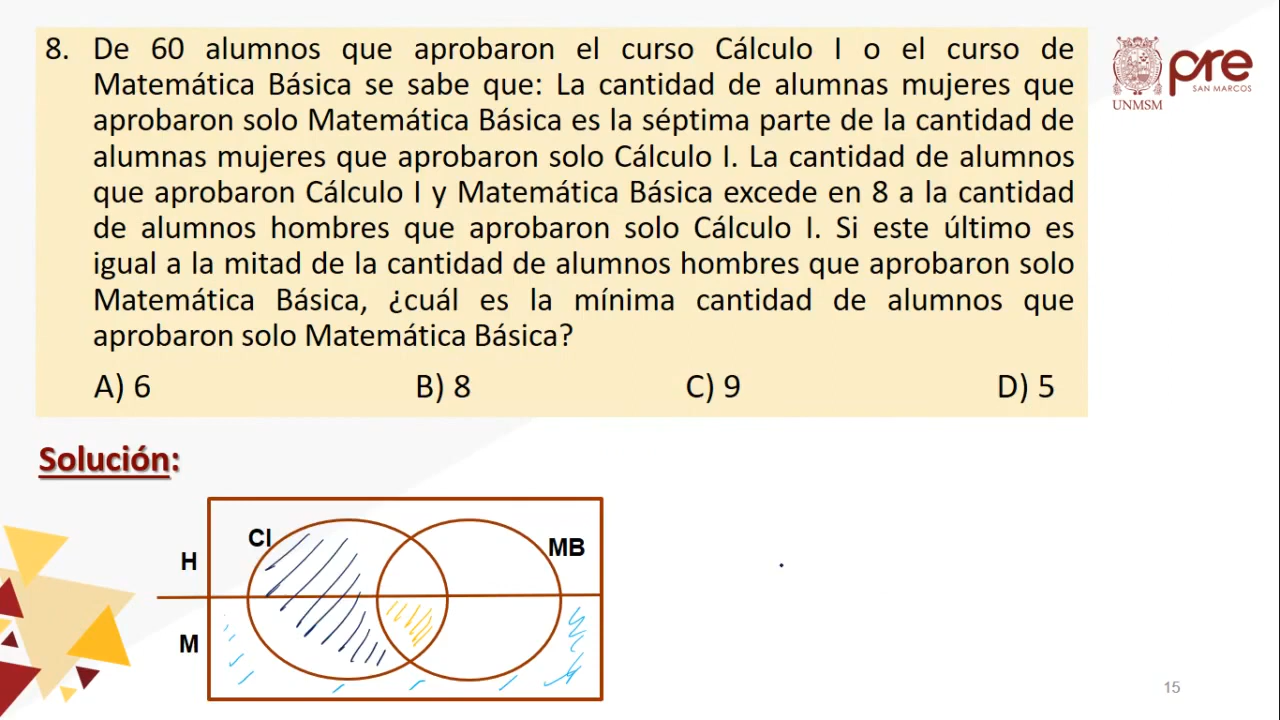 8. De 60 alumnos que aprobaron el curso Cálculo I o el curso de
Matemática Básica se sabe que: La cantidad de alumnas mujeres que
aprobaron solo Matemática Básica es la séptima parte de la cantidad de
alumnas mujeres que aprobaron solo Cálculo I. La cantidad de alumnos
que aprobaron Cálculo I y Matemática Básica excede en 8 a la cantidad
de alumnos hombres que aprobaron solo Cálculo I. Si este último es
igual a la mitad de la cantidad de alumnos hombres que aprobaron solo
Matemática Básica, ¿cuál es la mínima cantidad de alumnos que
aprobaron solo Matemática Básica?
A) 6 B) 8 C) 9 D) 5
UNMSM
pre
SAN MARCOS
Solución:
CI
MB
H
M
15